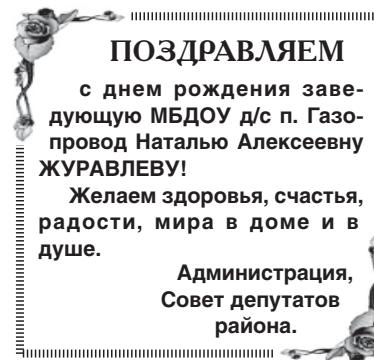 ПОЗДРАВЛЯЕМ
с днем рождения заве-
дующую МБДОУ д/с п. Газо-
провод Наталью Алексеевну
ЖУРАВЛЕВУ!
Желаем здоровья, счастья,
радости, мира в доме и в
душе.
Администрация,
Совет депутатов
района.